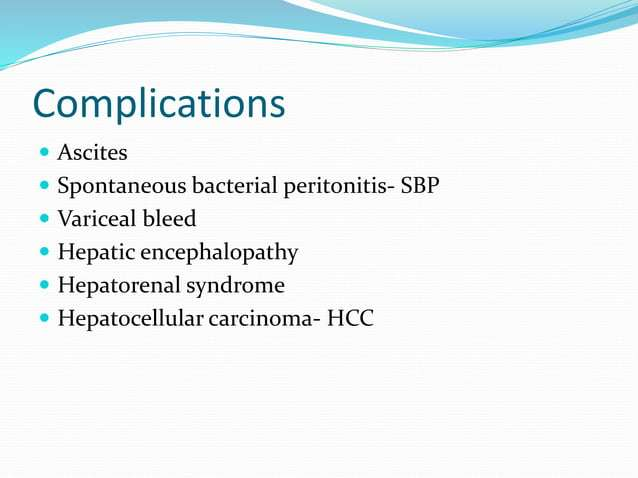 Complications
• Ascites
• Spontaneous bacterial peritonitis- SBP
• Variceal bleed
• Hepatic encephalopathy
• Hepatorenal syndrome
• Hepatocellular carcinoma- HCC